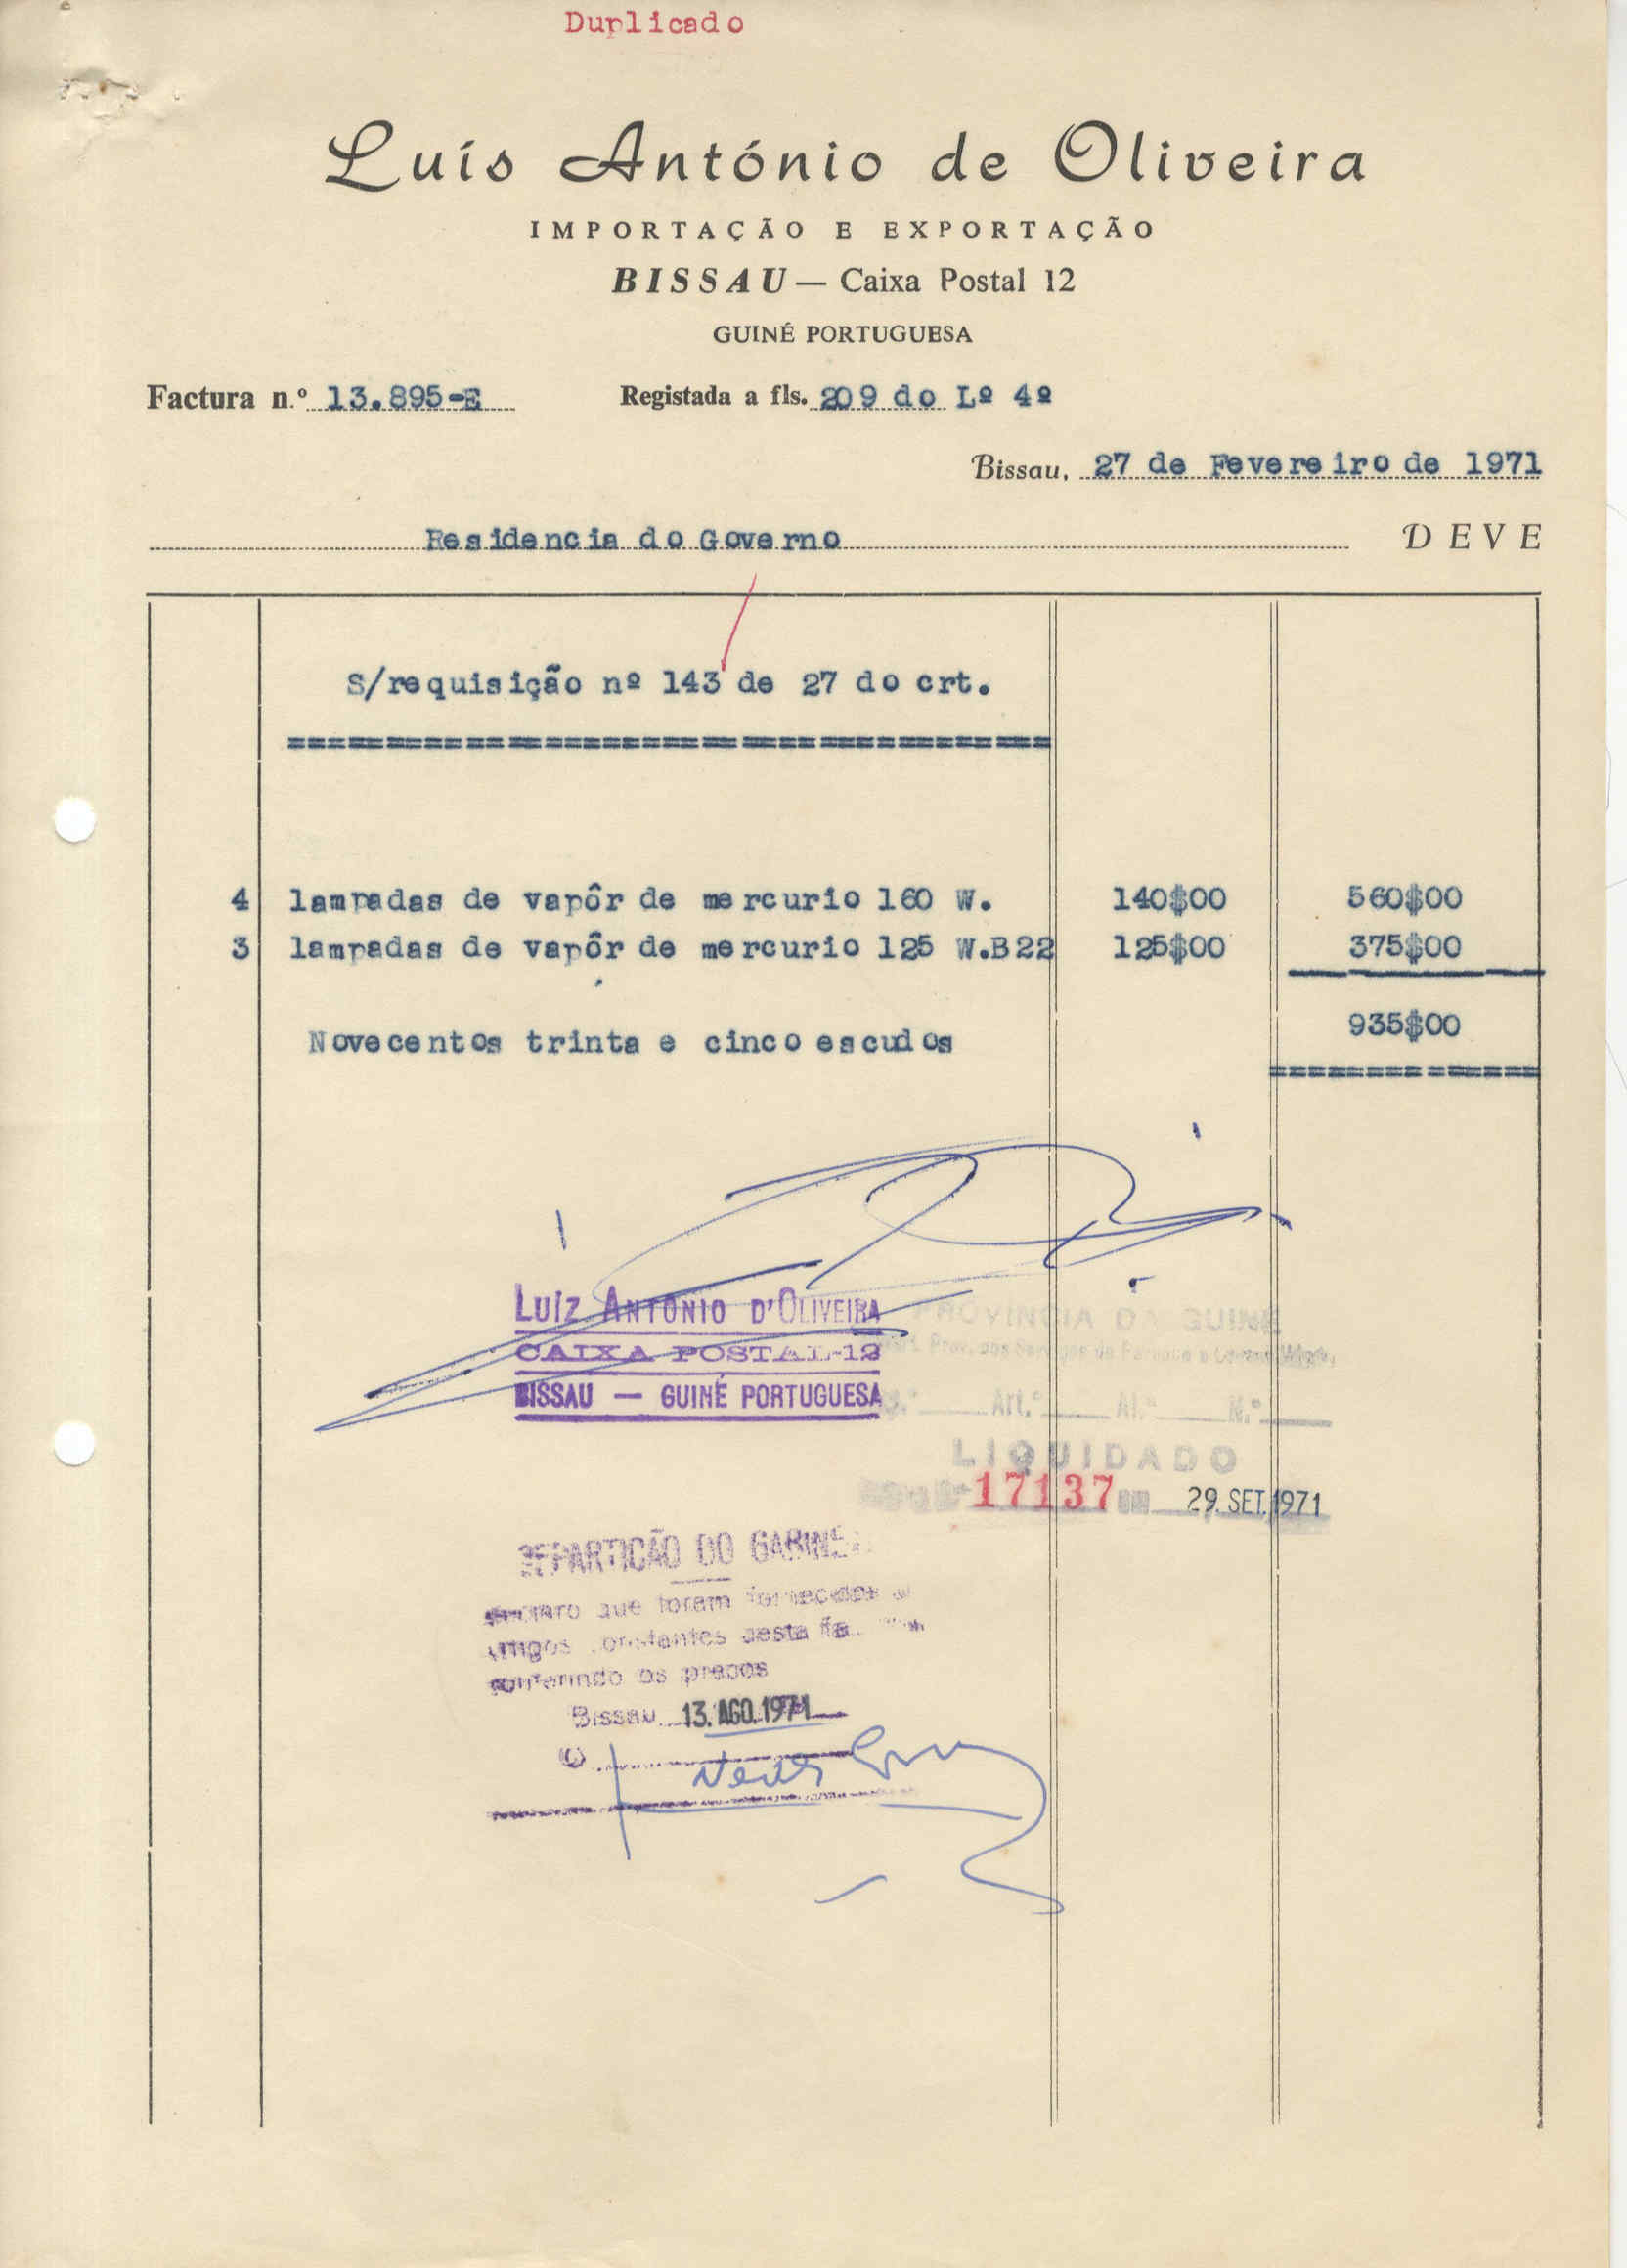 Duplicado
Luís António de Oliveira
IMPORTAÇÃO E EXPORTAÇÃO
BISSAU — Caixa Postal 12
GUINÉ PORTUGUESA
Factura n.º 13.895-E Registada a fls. 209 do Lº 4º
Bissau, 27 de Fevereiro de 1971
Residencia do Governo DEVE
S/requisição nº 143 de 27 do crt.
4 lampadas de vapôr de mercurio 160 W. 140$00 560$00
3 lampadas de vapôr de mercurio 125 W.B22 125$00 375$00
935$00
Novecentos trinta e cinco escudos
LUIZ ANTÓNIO D'OLIVEIRA
CAIXA POSTAL-12
BISSAU — GUINÉ PORTUGUESA
PROVÍNCIA DA GUINÉ
Art.º Al.ª N.º
LIQUIDADO
17137 29. SET. 1971
REPARTIÇÃO DO GABINE
que foram fornecidos
artigos constantes desta
conferindo os preços
Bissau 13. AGO. 1971
O